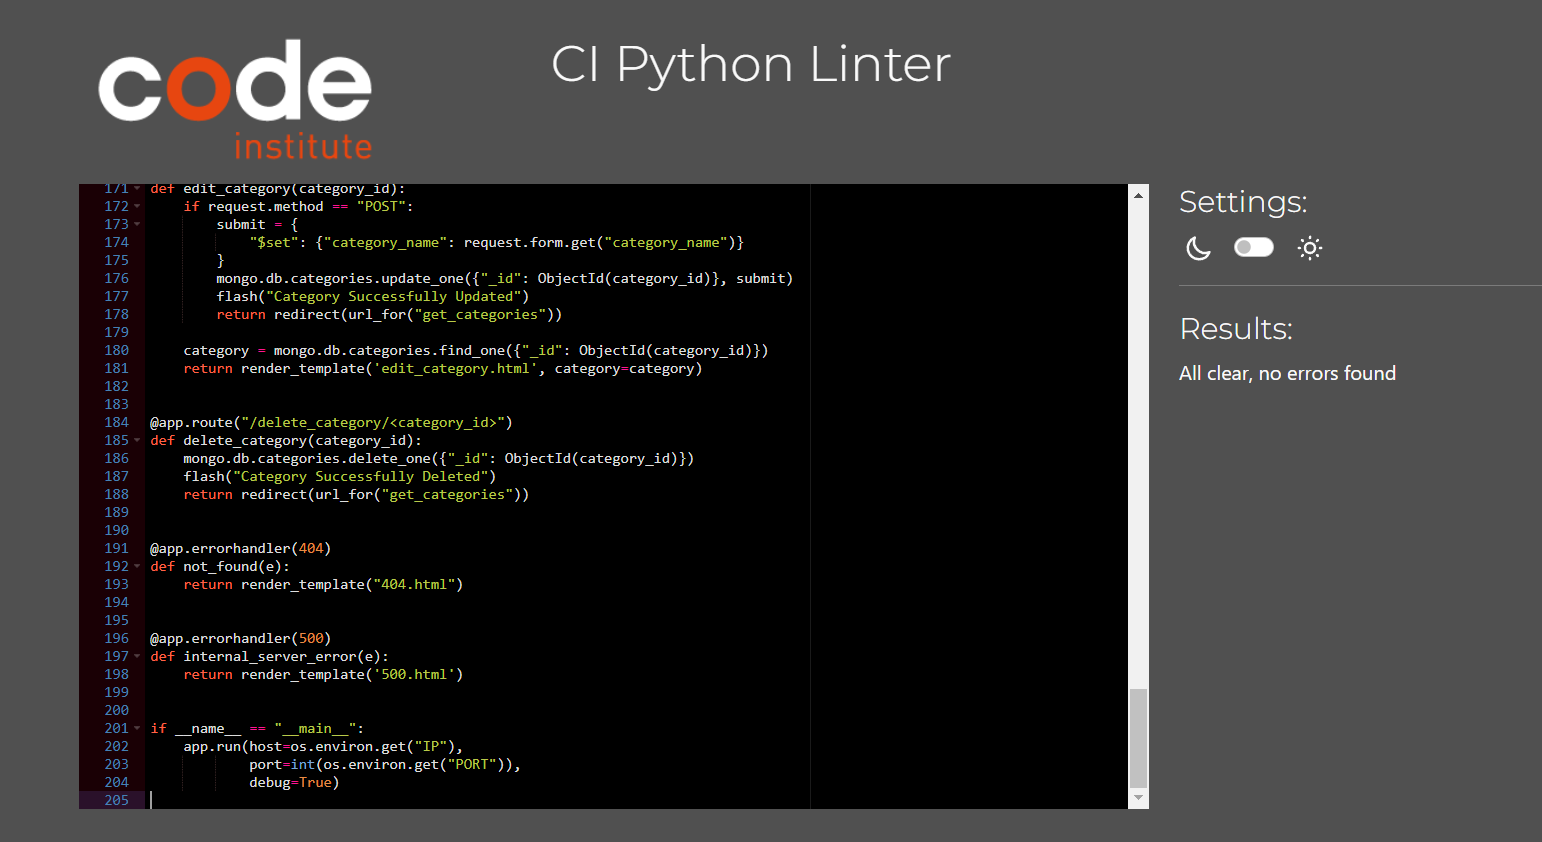 code
institute
CI Python Linter
171 def edit_category(category_id):
172     if request.method == "POST":
173         submit = {
174             "$set": {"category_name": request.form.get("category_name")}
175         }
176         mongo.db.categories.update_one({"_id": ObjectId(category_id)}, submit)
177         flash("Category Successfully Updated")
178         return redirect(url_for("get_categories"))
179
180     category = mongo.db.categories.find_one({"_id": ObjectId(category_id)})
181     return render_template('edit_category.html', category=category)
182
183
184 @app.route("/delete_category/<category_id>")
185 def delete_category(category_id):
186     mongo.db.categories.delete_one({"_id": ObjectId(category_id)})
187     flash("Category Successfully Deleted")
188     return redirect(url_for("get_categories"))
189
190
191 @app.errorhandler(404)
192 def not_found(e):
193     return render_template("404.html")
194
195
196 @app.errorhandler(500)
197 def internal_server_error(e):
198     return render_template('500.html')
199
200
201 if __name__ == "__main__":
202     app.run(host=os.environ.get("IP"),
203             port=int(os.environ.get("PORT")),
204             debug=True)
205
Settings:
Results:
All clear, no errors found